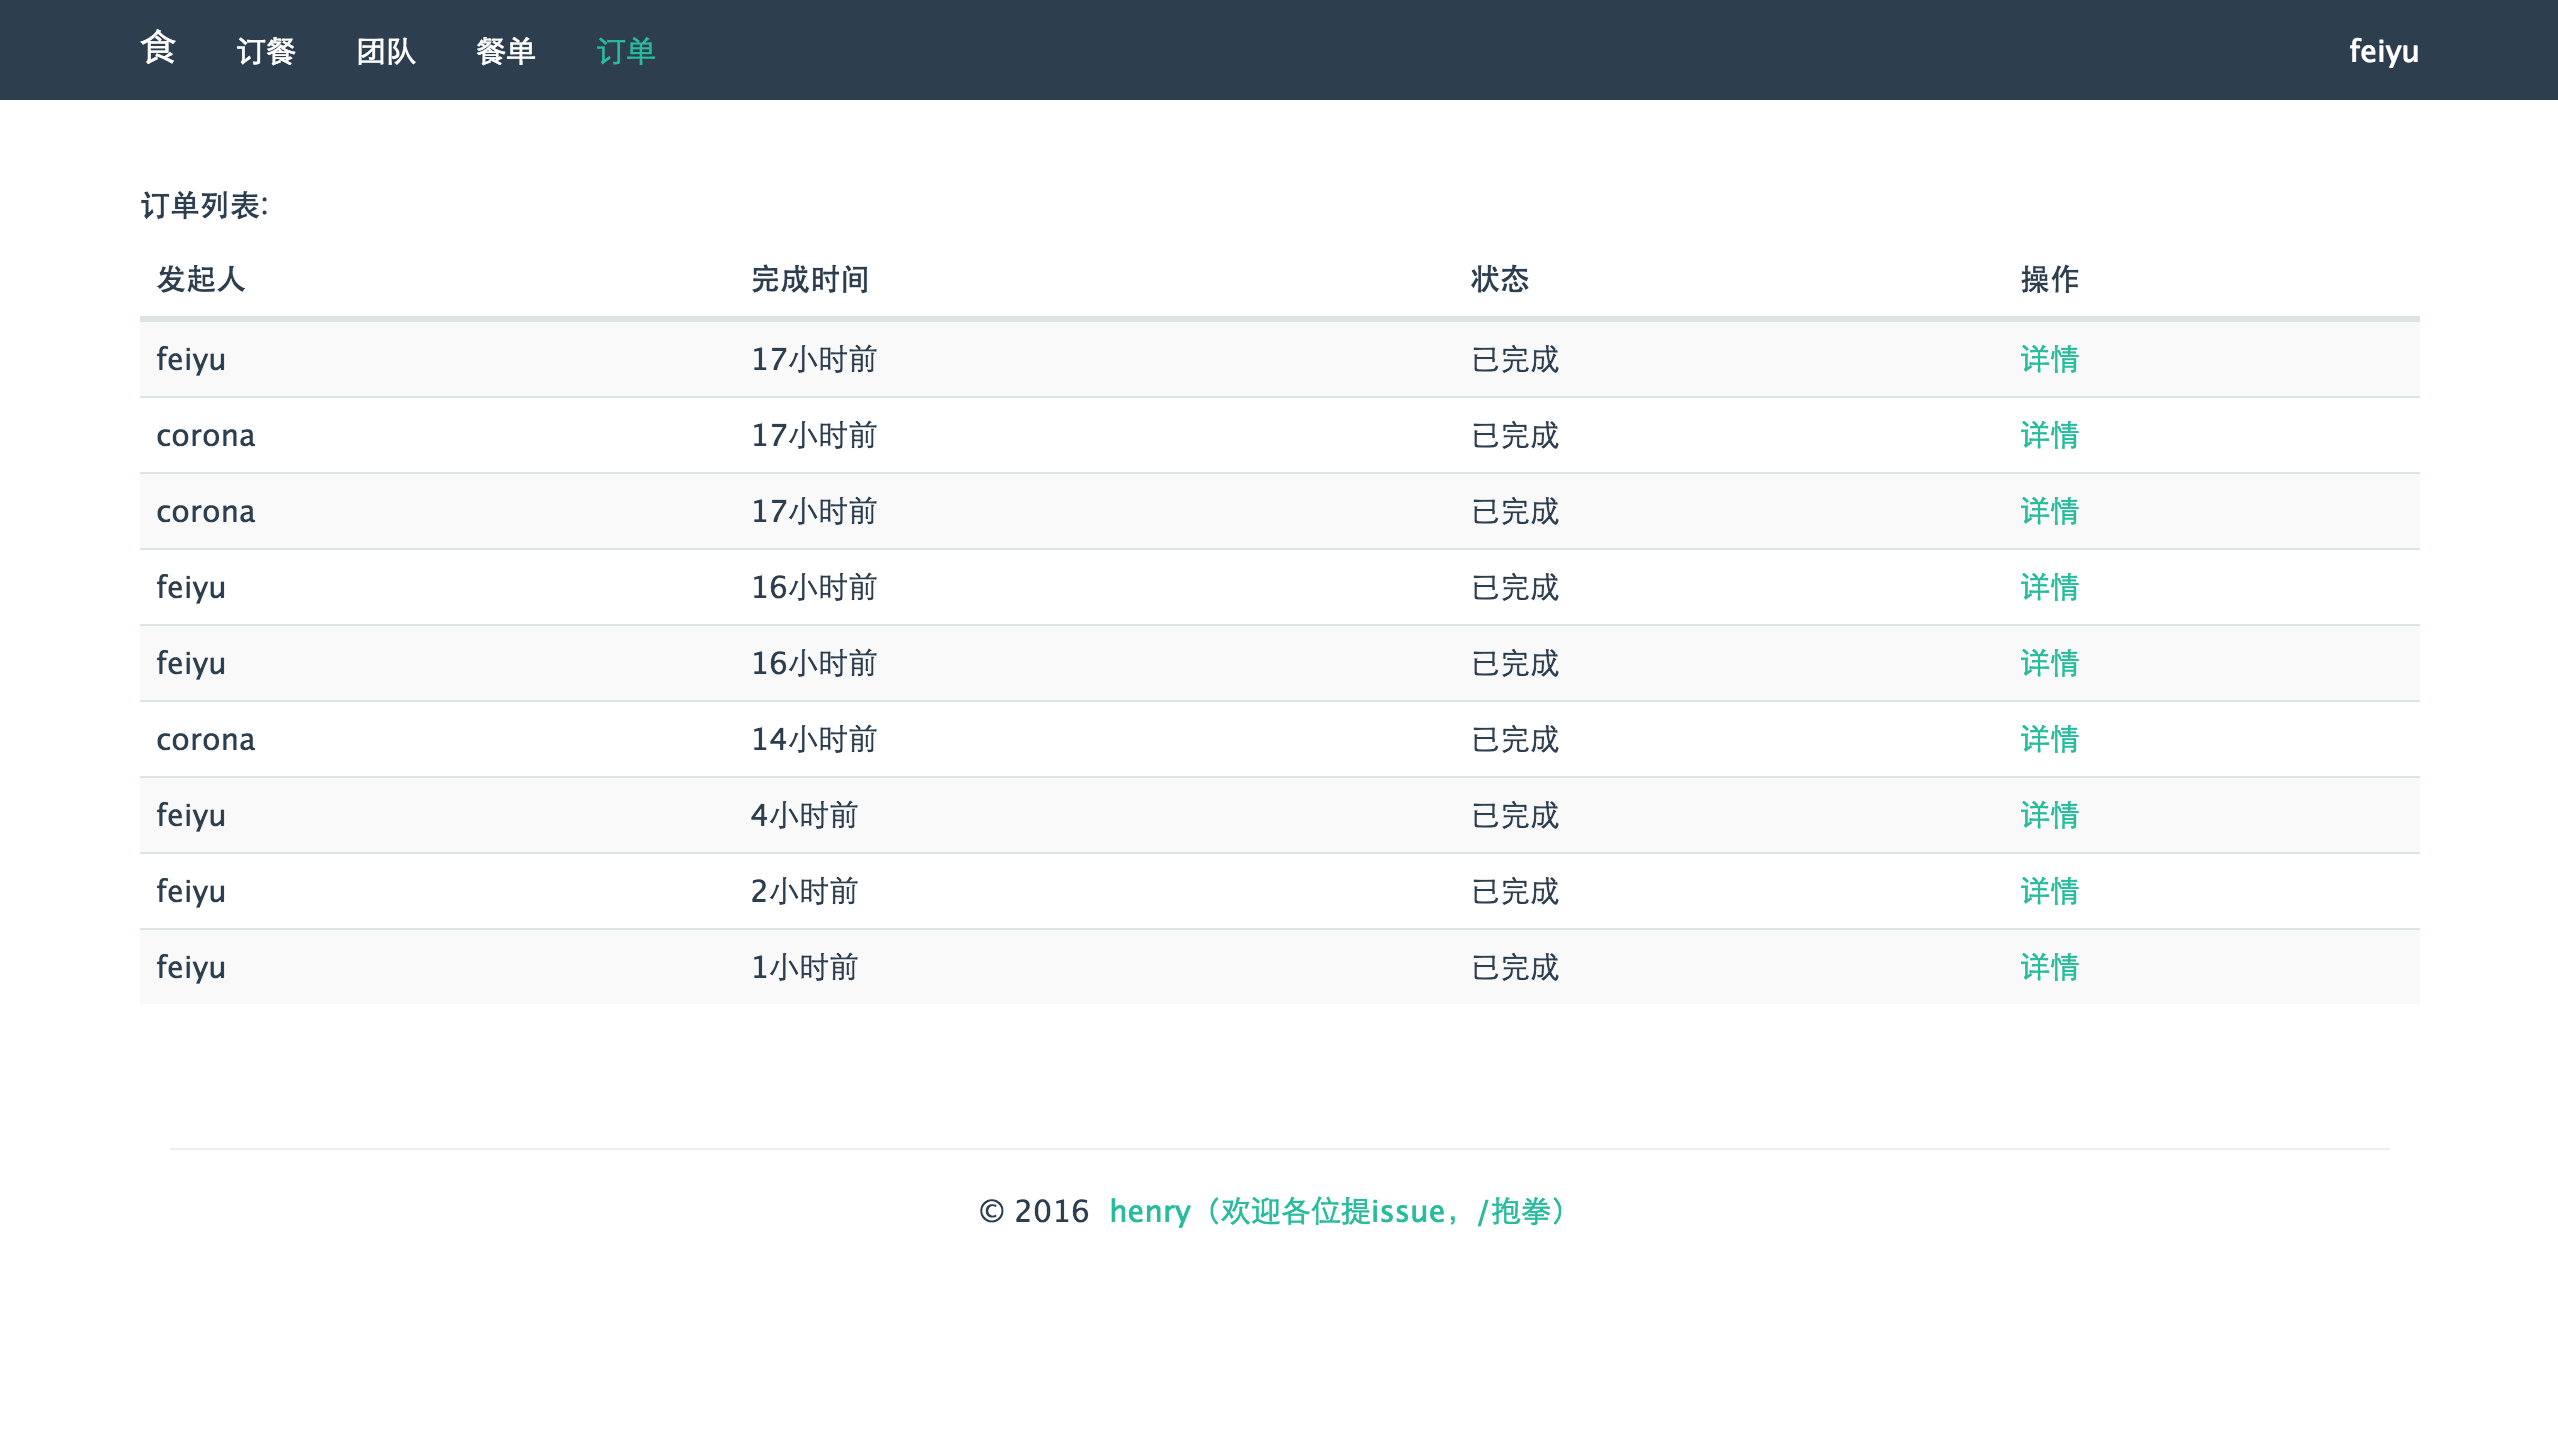 食 订餐 团队 餐单 订单 feiyu
订单列表:
发起人 完成时间 状态 操作
feiyu 17小时前 已完成 详情
corona 17小时前 已完成 详情
corona 17小时前 已完成 详情
feiyu 16小时前 已完成 详情
feiyu 16小时前 已完成 详情
corona 14小时前 已完成 详情
feiyu 4小时前 已完成 详情
feiyu 2小时前 已完成 详情
feiyu 1小时前 已完成 详情
© 2016 henry（欢迎各位提issue，/抱拳）